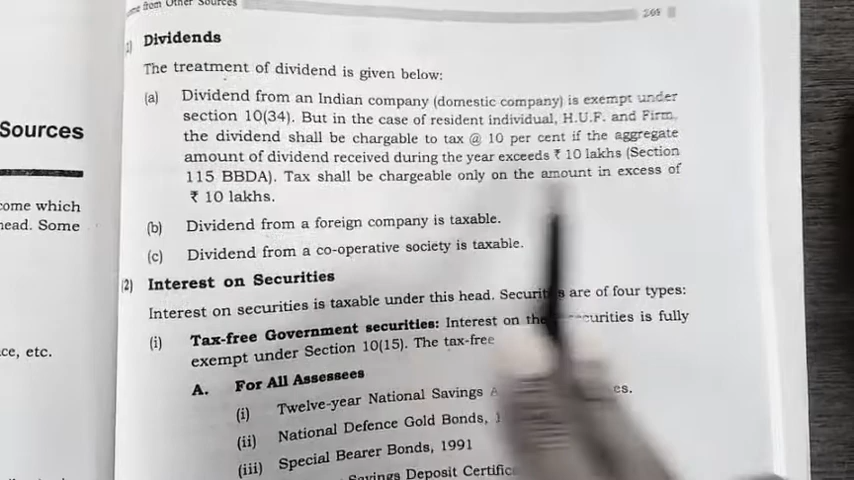 from Other Sources
269
Dividends
The treatment of dividend is given below:
(a) Dividend from an Indian company (domestic company) is exempt under
section 10(34). But in the case of resident individual, H.U.F. and Firm,
the dividend shall be chargable to tax @ 10 per cent if the aggregate
amount of dividend received during the year exceeds ₹ 10 lakhs (Section
115 BBDA). Tax shall be chargeable only on the amount in excess of
₹ 10 lakhs.
(b) Dividend from a foreign company is taxable.
(c) Dividend from a co-operative society is taxable.
(2) Interest on Securities
Interest on securities is taxable under this head. Securities are of four types:
(i) Tax-free Government securities: Interest on the securities is fully
exempt under Section 10(15). The tax-free
A. For All Assessees
(i) Twelve-year National Savings
(ii) National Defence Gold Bonds,
(iii) Special Bearer Bonds, 1991
Savings Deposit
Sources
come which
head. Some
ce, etc.